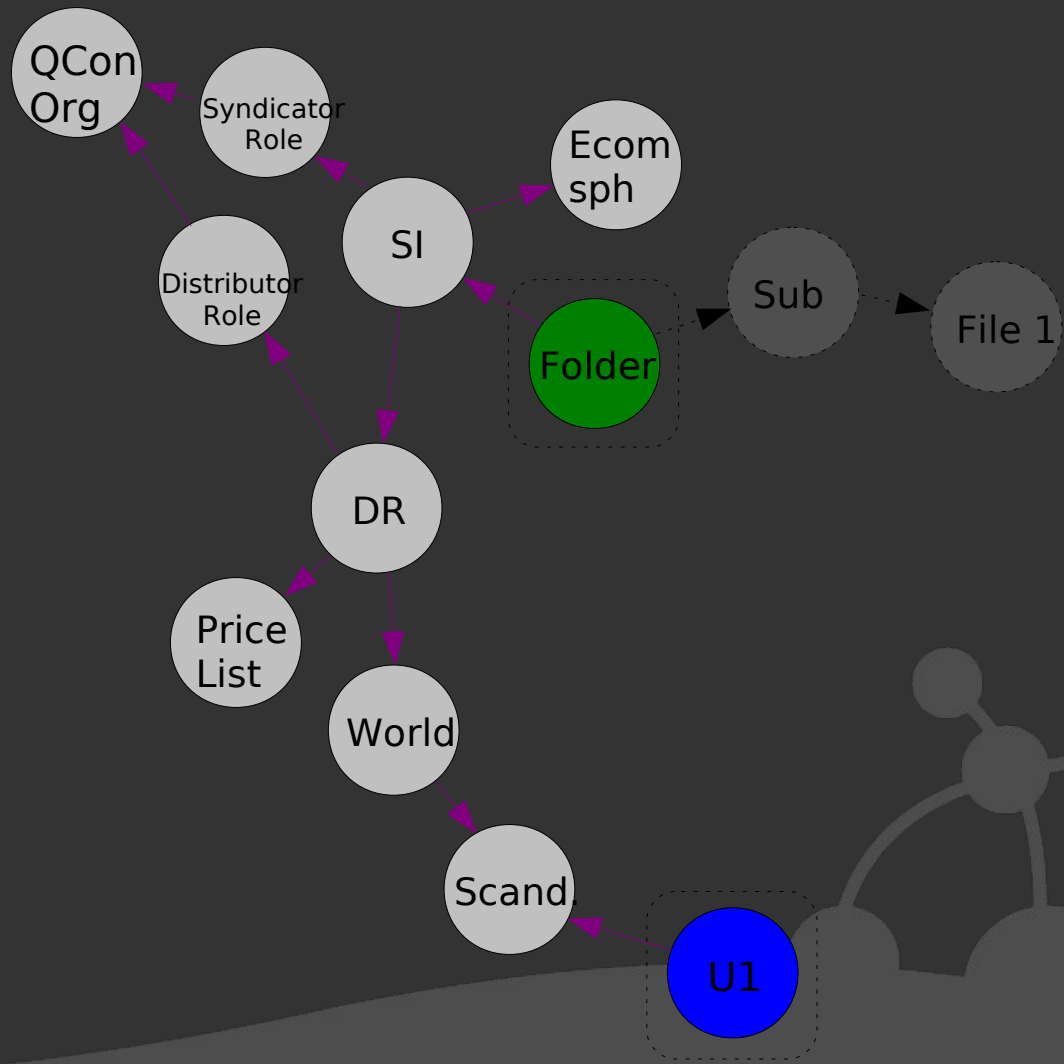 QCon
Org
Syndicator
Role
Ecom
sph
SI
Distributor
Role
Sub
File 1
Folder
DR
Price
List
World
Scand.
U1